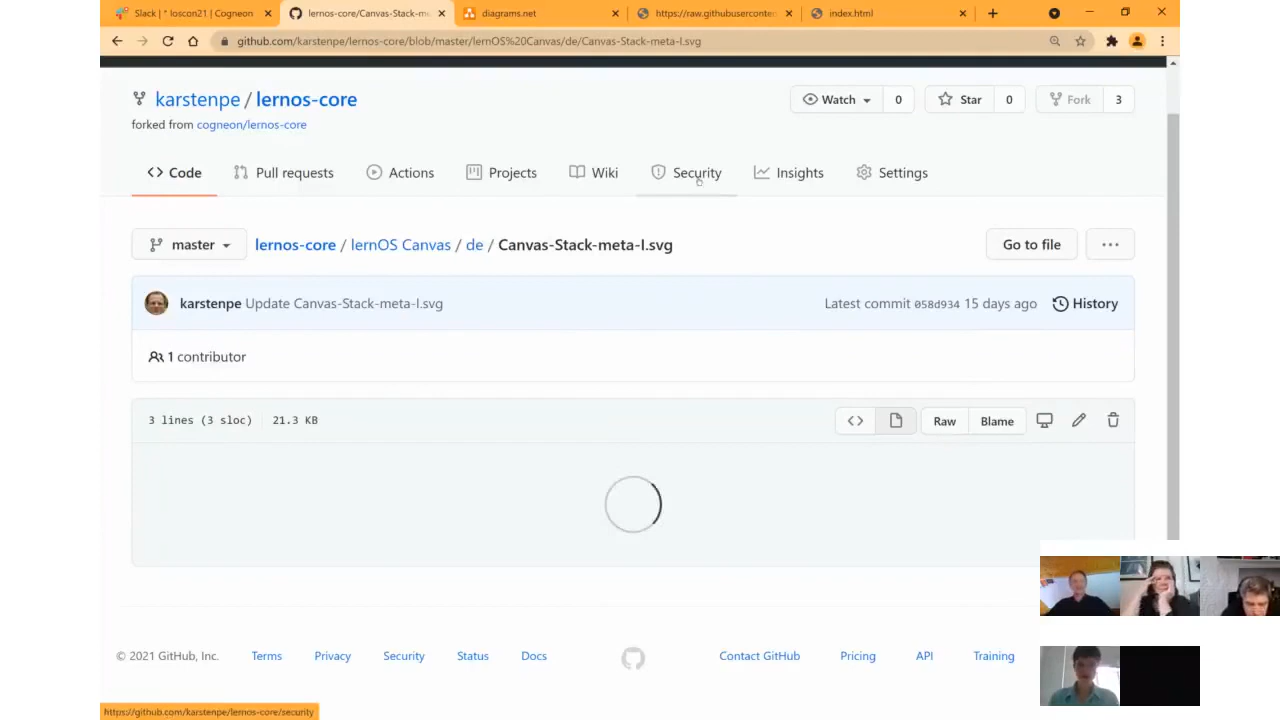 Slack | * loscon21 | Cogneon
lernos-core/Canvas-Stack-me
diagrams.net
https://raw.githubuserconten
index.html
github.com/karstenpe/lernos-core/blob/master/lernOS%20Canvas/de/Canvas-Stack-meta-I.svg
karstenpe / lernos-core
Watch 0 Star 0 Fork 3
forked from cogneon/lernos-core
Code Pull requests Actions Projects Wiki Security Insights Settings
master lernos-core / lernOS Canvas / de / Canvas-Stack-meta-I.svg Go to file
karstenpe Update Canvas-Stack-meta-I.svg Latest commit 058d934 15 days ago History
1 contributor
3 lines (3 sloc) 21.3 KB Raw Blame
© 2021 GitHub, Inc. Terms Privacy Security Status Docs Contact GitHub Pricing API Training
https://github.com/karstenpe/lernos-core/security